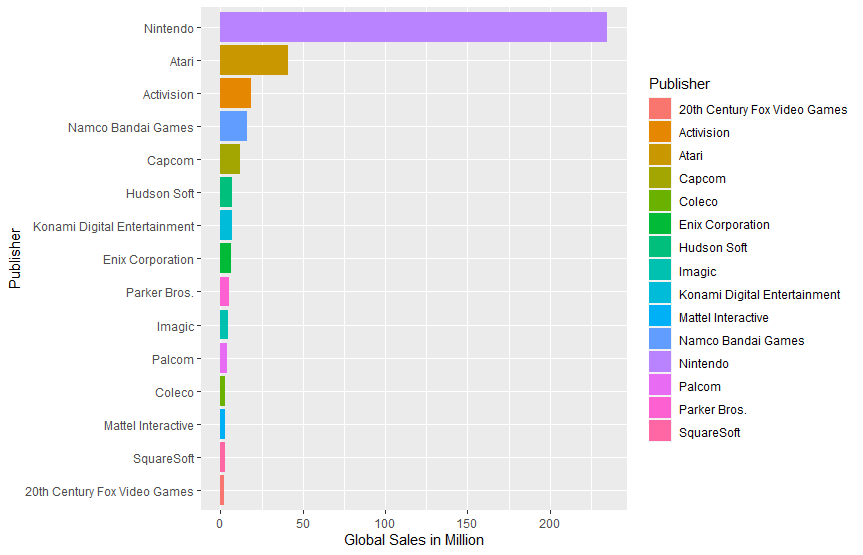 Nintendo
Atari
Activision
Namco Bandai Games
Capcom
Hudson Soft
Konami Digital Entertainment
Enix Corporation
Parker Bros.
Imagic
Palcom
Coleco
Mattel Interactive
SquareSoft
20th Century Fox Video Games
Publisher
0 50 100 150 200
Global Sales in Million
Publisher
20th Century Fox Video Games
Activision
Atari
Capcom
Coleco
Enix Corporation
Hudson Soft
Imagic
Konami Digital Entertainment
Mattel Interactive
Namco Bandai Games
Nintendo
Palcom
Parker Bros.
SquareSoft